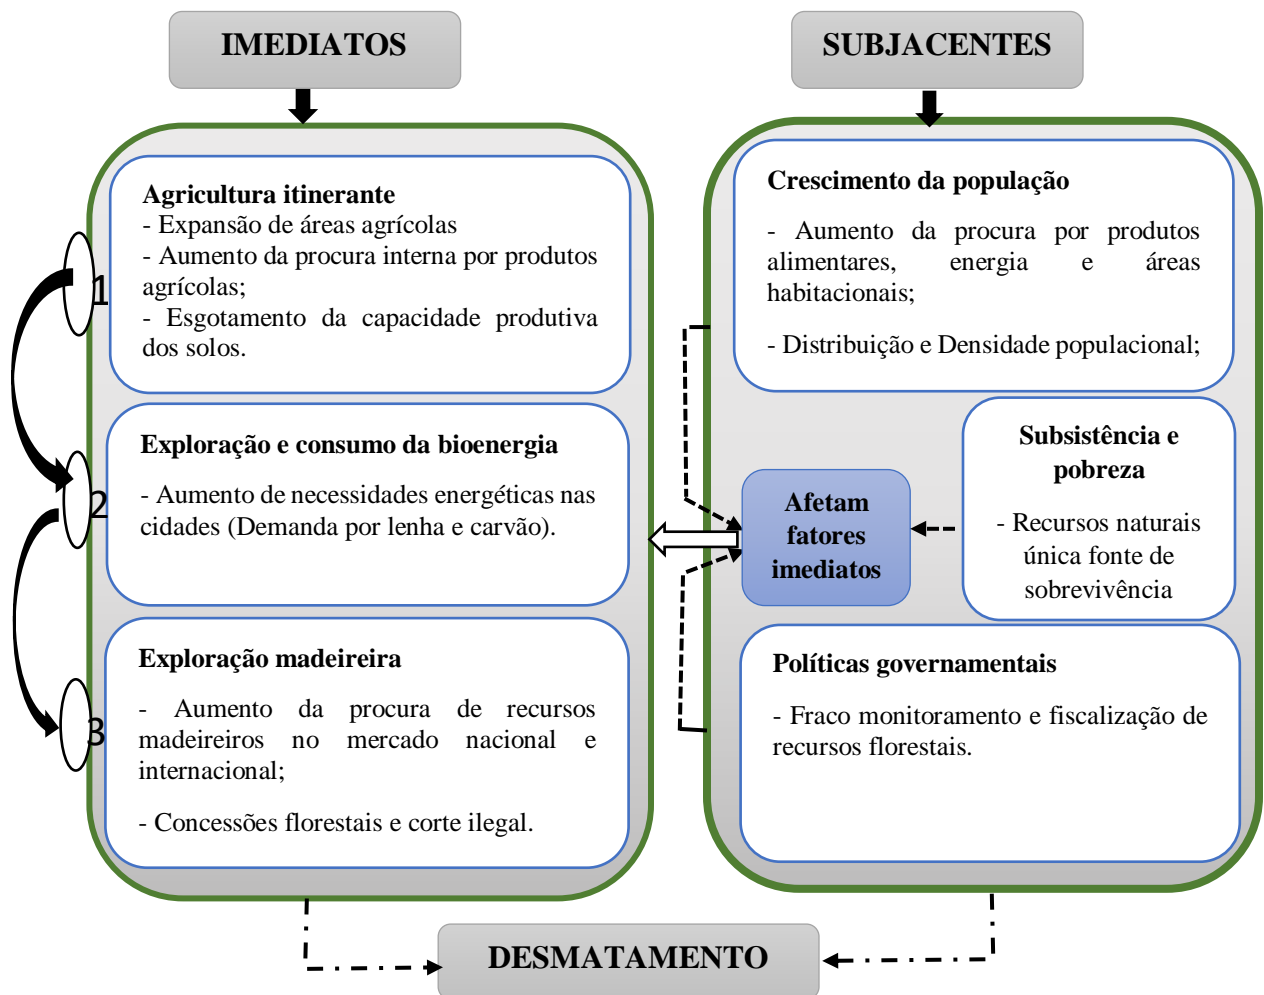 IMEDIATOS
Agricultura itinerante
- Expansão de áreas agrícolas
- Aumento da procura interna por produtos
agrícolas;
- Esgotamento da capacidade produtiva
dos solos.
1
Exploração e consumo da bioenergia
- Aumento de necessidades energéticas nas
cidades (Demanda por lenha e carvão).
2
Exploração madeireira
- Aumento da procura de recursos
madeireiros no mercado nacional e
internacional;
- Concessões florestais e corte ilegal.
3
SUBJACENTES
Crescimento da população
- Aumento da procura por produtos
alimentares, energia e áreas
habitacionais;
- Distribuição e Densidade populacional;
Subsistência e
pobreza
- Recursos naturais
única fonte de
sobrevivência
Afetam
fatores
imediatos
Políticas governamentais
- Fraco monitoramento e fiscalização de
recursos florestais.
DESMATAMENTO